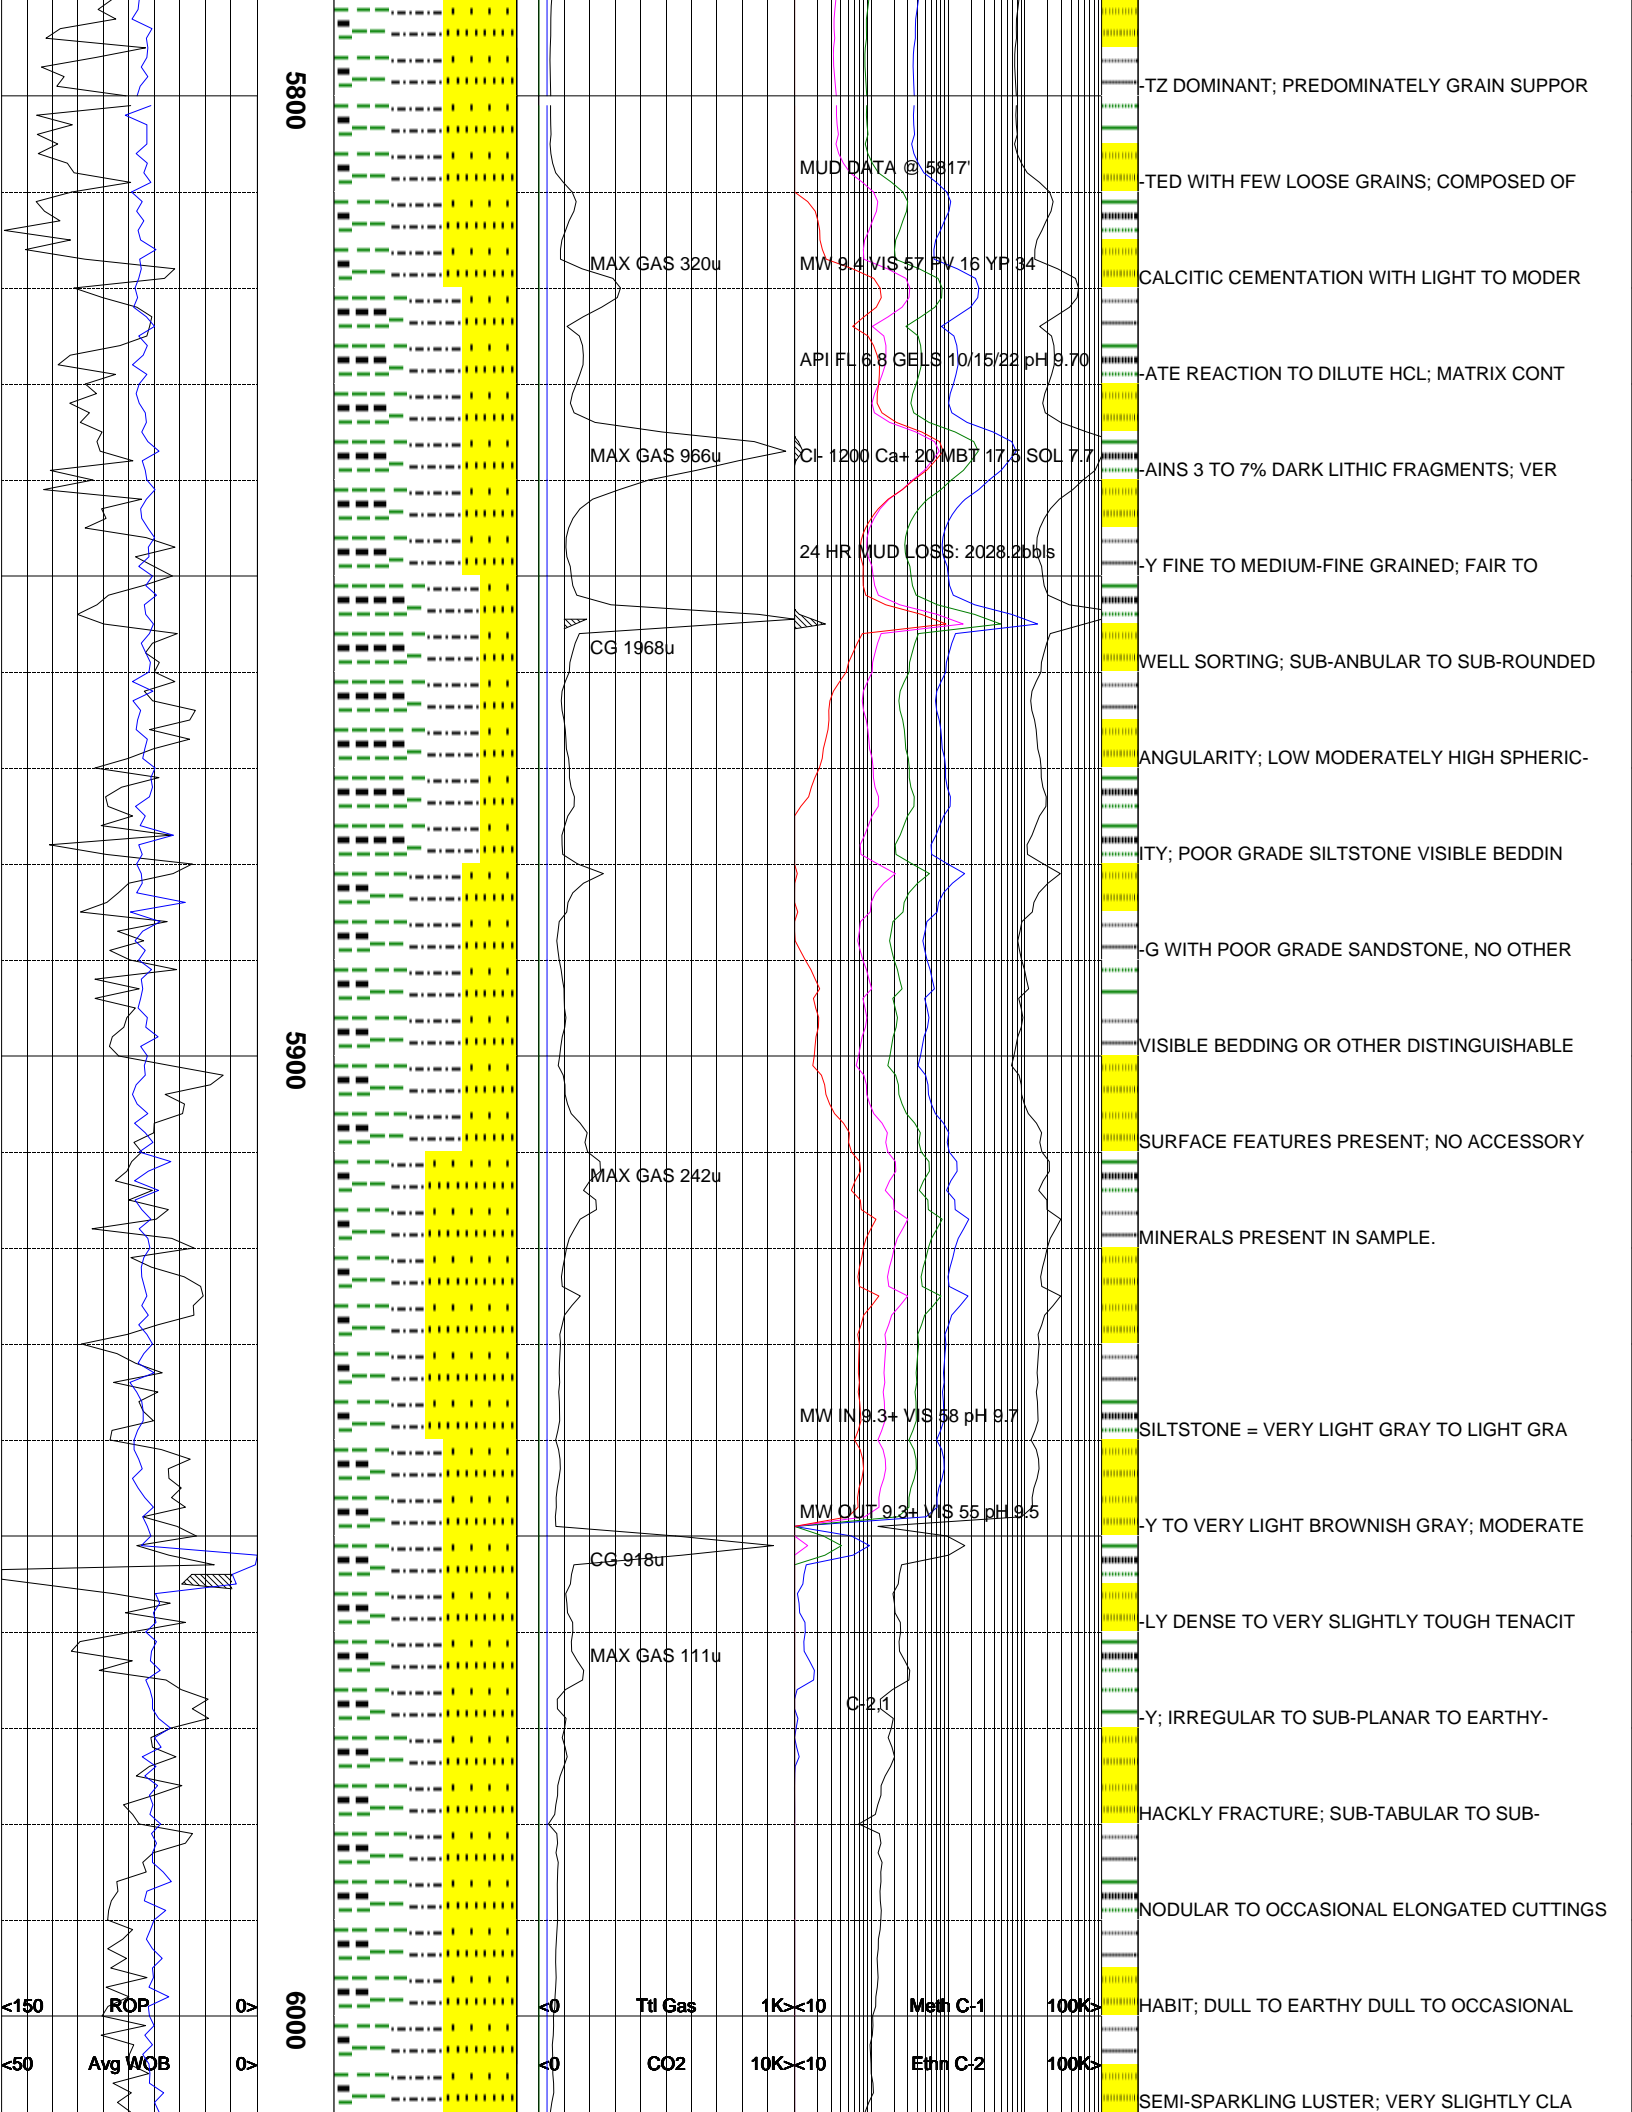 5800
-TZ DOMINANT; PREDOMINATELY GRAIN SUPPOR
MUD DATA @ 5817'
-TED WITH FEW LOOSE GRAINS; COMPOSED OF
MAX GAS 320u
MW 9.4 VIS 57 PV 16 YP 34
CALCITIC CEMENTATION WITH LIGHT TO MODER
API FL 6.8 GELS 10/15/22 pH 9.70
-ATE REACTION TO DILUTE HCL; MATRIX CONT
MAX GAS 966u
Cl- 1200 Ca+ 20 MBT 17.5 SOL 7.7
-AINS 3 TO 7% DARK LITHIC FRAGMENTS; VER
24 HR MUD LOSS: 2028.2bbls
-Y FINE TO MEDIUM-FINE GRAINED; FAIR TO
CG 1968u
WELL SORTING; SUB-ANBULAR TO SUB-ROUNDED
ANGULARITY; LOW MODERATELY HIGH SPHERIC-
ITY; POOR GRADE SILTSTONE VISIBLE BEDDIN
-G WITH POOR GRADE SANDSTONE, NO OTHER
5900
VISIBLE BEDDING OR OTHER DISTINGUISHABLE
SURFACE FEATURES PRESENT; NO ACCESSORY
MAX GAS 242u
MINERALS PRESENT IN SAMPLE.
MW IN 9.3+ VIS 58 pH 9.7
SILTSTONE = VERY LIGHT GRAY TO LIGHT GRA
MW OUT 9.3+ VIS 55 pH 9.5
-Y TO VERY LIGHT BROWNISH GRAY; MODERATE
CG 918u
-LY DENSE TO VERY SLIGHTLY TOUGH TENACIT
MAX GAS 111u
C-2,1
-Y; IRREGULAR TO SUB-PLANAR TO EARTHY-
HACKLY FRACTURE; SUB-TABULAR TO SUB-
NODULAR TO OCCASIONAL ELONGATED CUTTINGS
<150 ROP 0>
6000
<0 Ttl Gas 1K>
<10 Meth C-1 100K>
HABIT; DULL TO EARTHY DULL TO OCCASIONAL
<50 Avg WOB 0>
<0 CO2 10K>
<10 Ethn C-2 100K>
SEMI-SPARKLING LUSTER; VERY SLIGHTLY CLA